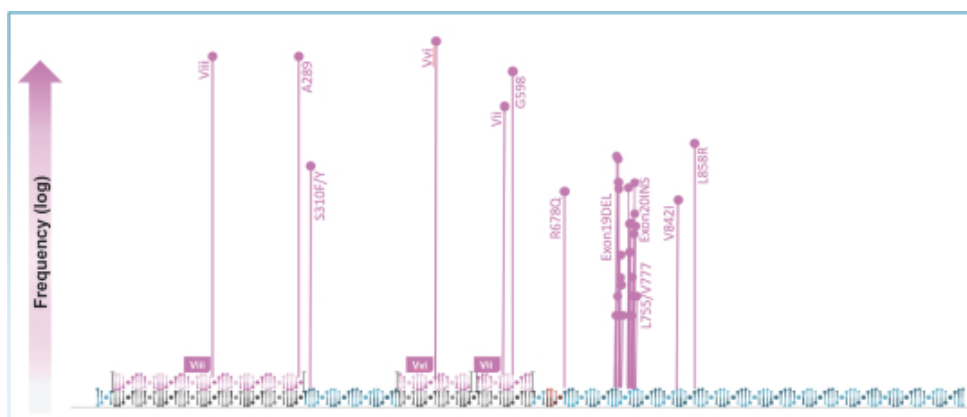 Frequency (log)
Viii
A289
S310F/Y
Vvi
Vii
G598
R678Q
Exon19DEL
Exon20INS
L755/V777
V842I
L858R
Viii
Vvi
Vii